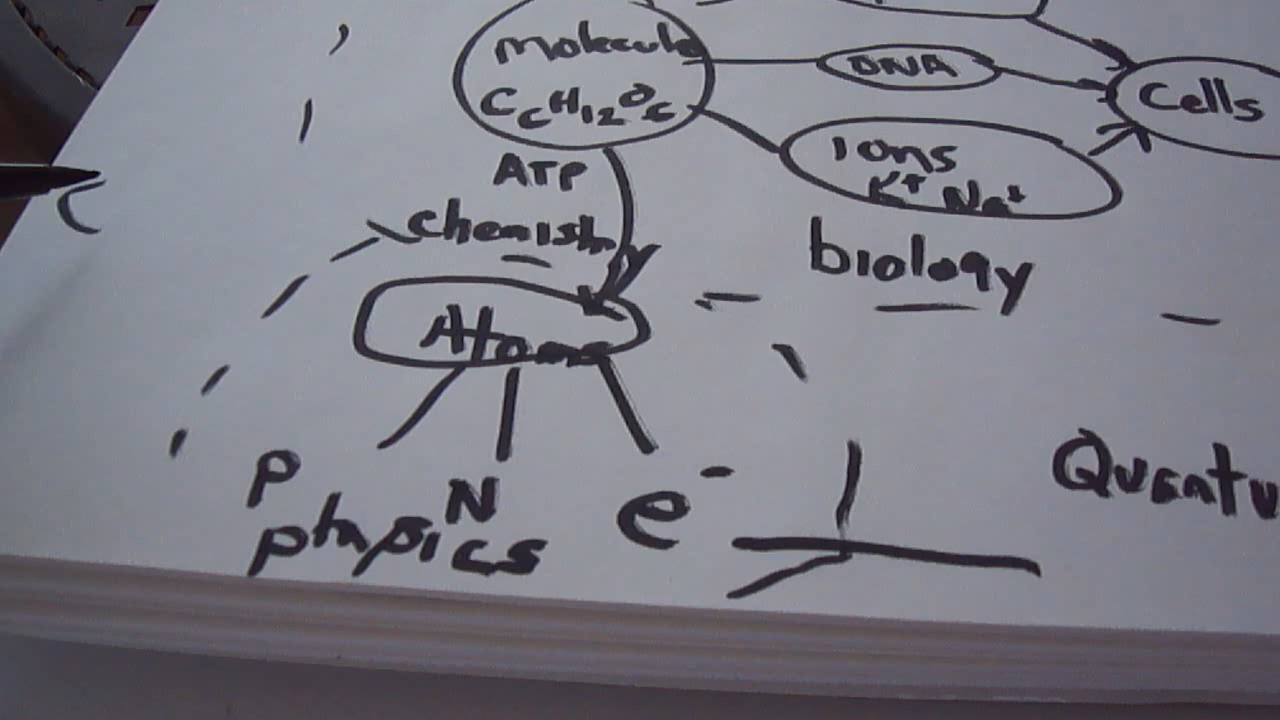 molecule
C6H12O6
DNA
Cells
Ions
K+ Na+
ATP
chemistry
biology
Atoms
P
N
e-
physics
Quantu